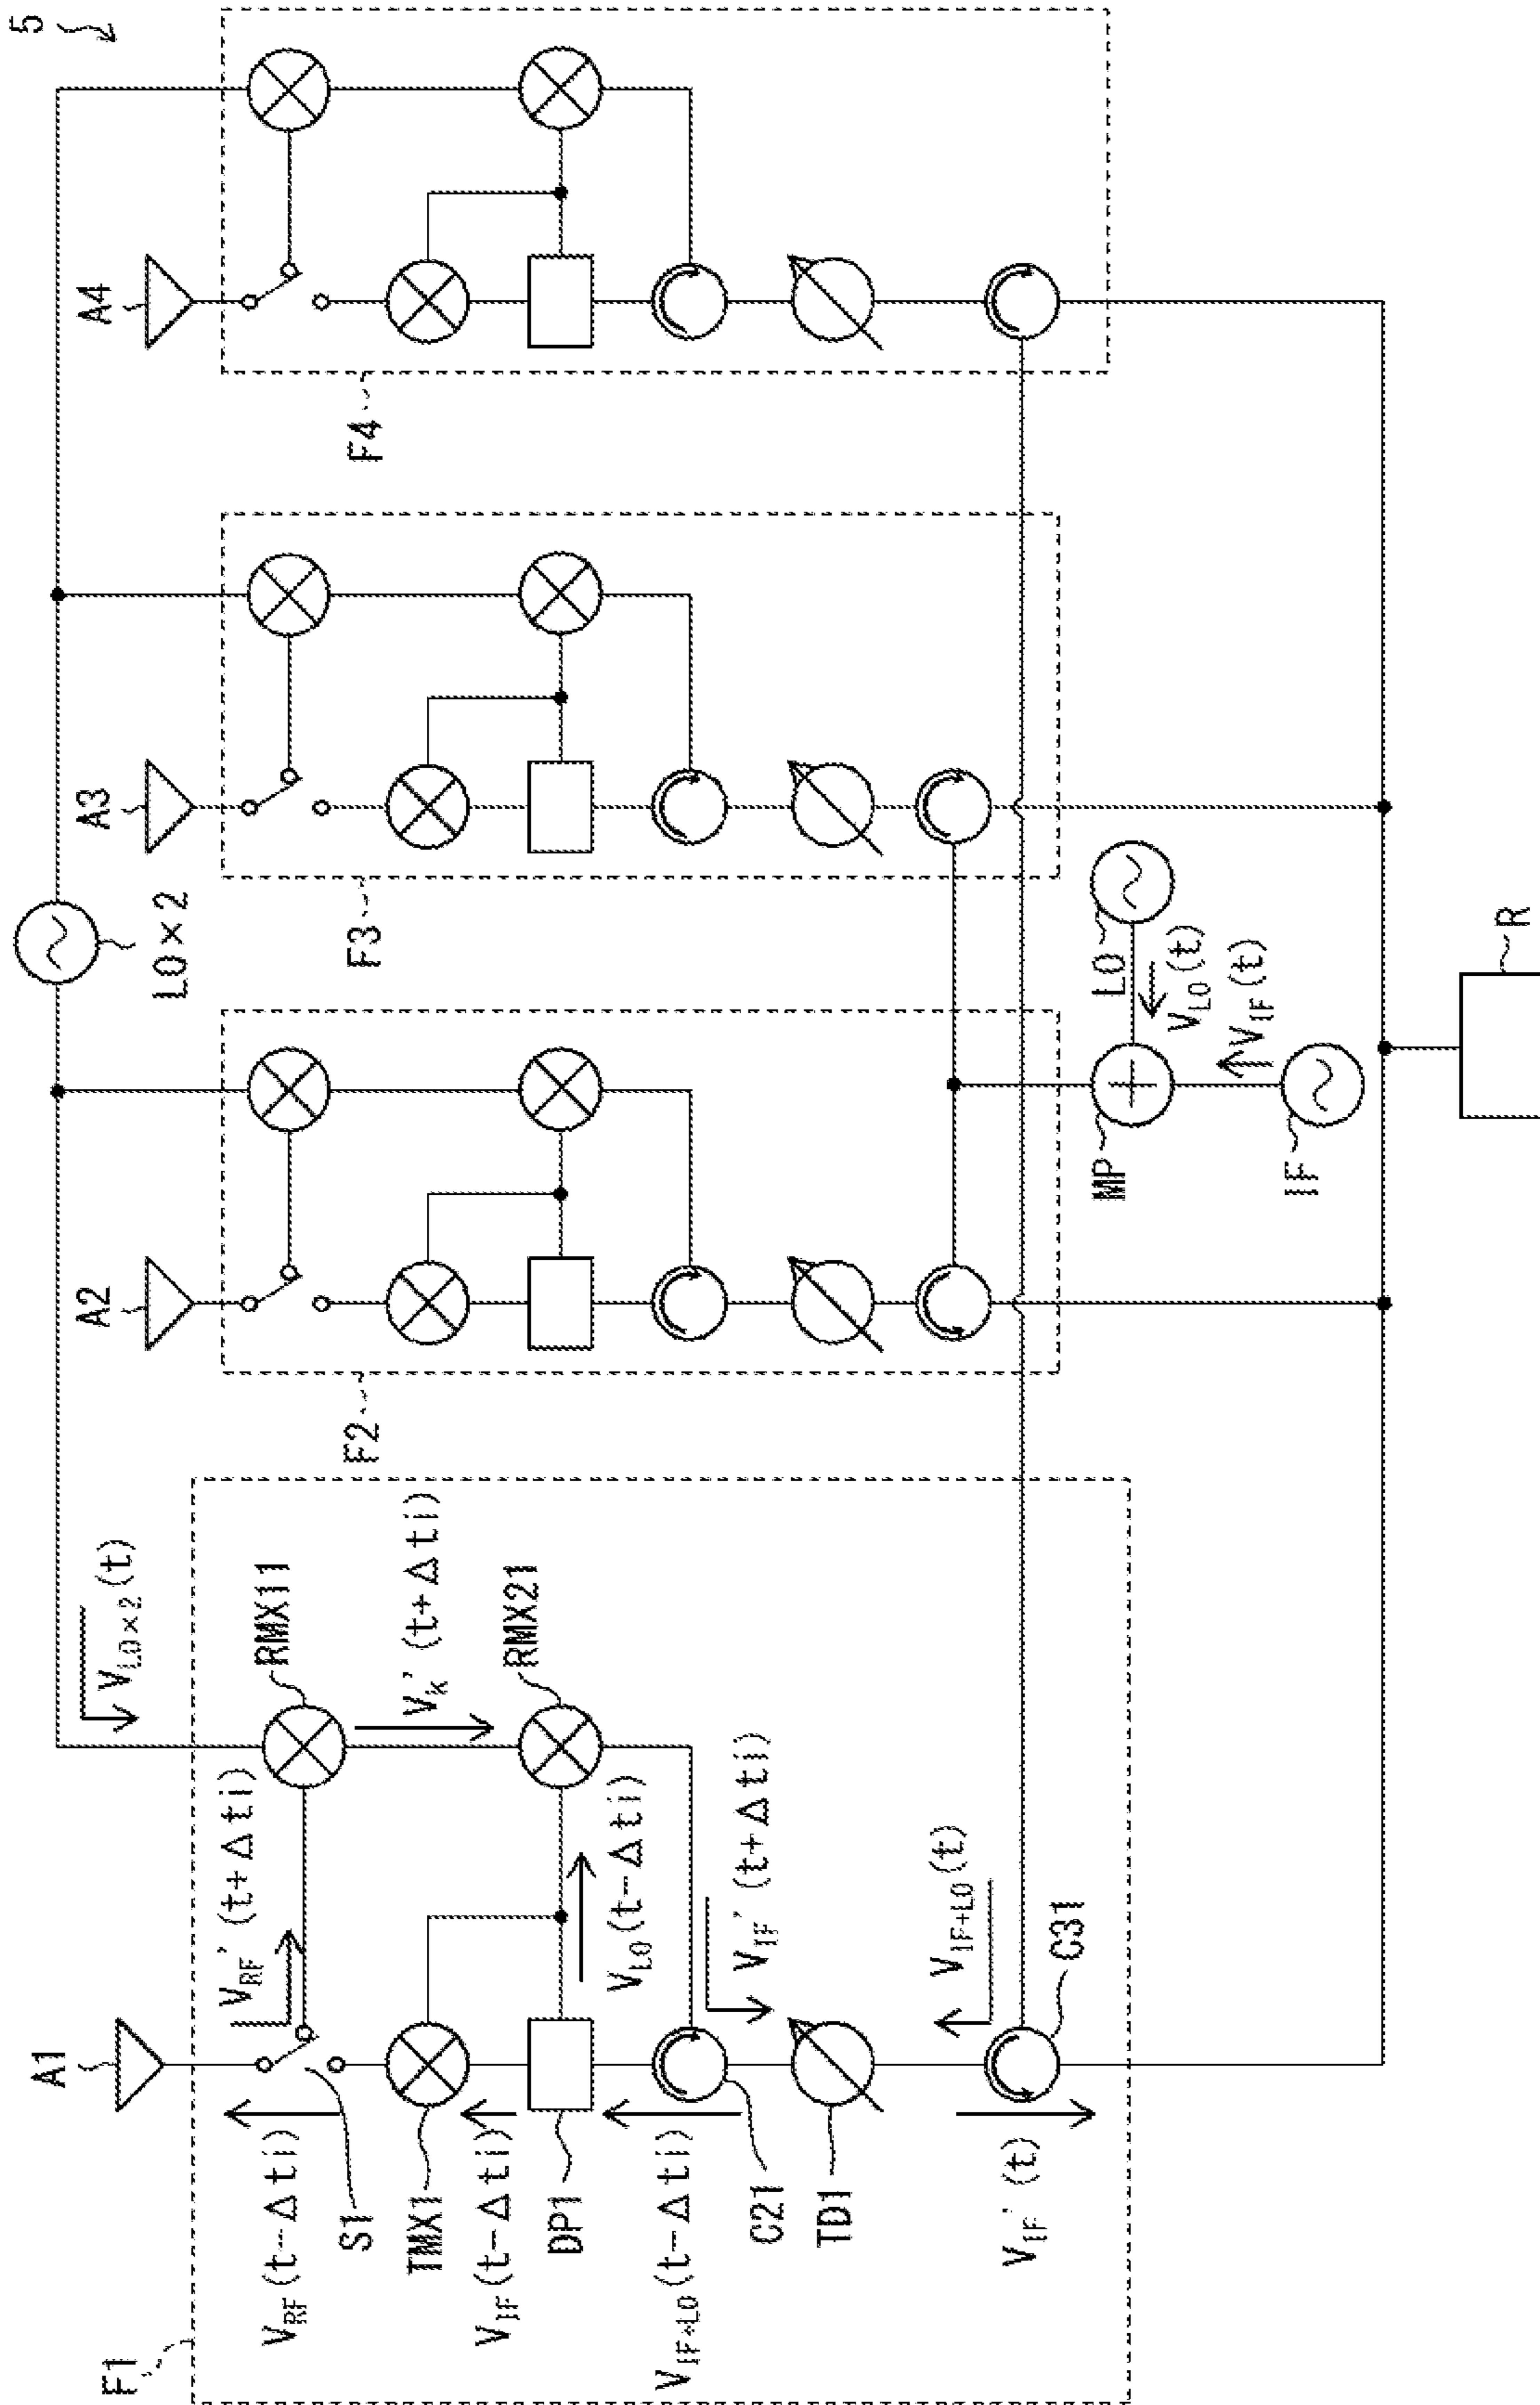 5
A1
A2
A3
A4
LO×2
V_LO×2(t)
F1
F2
F3
F4
V_RF'(t+Δti)
RMX11
V_RF(t-Δti)
S1
V_k'(t+Δti)
TMX1
RMX21
V_IF(t-Δti)
DP1
V_LO(t-Δti)
V_IF+LO(t-Δti)
C21
V_IF'(t+Δti)
TD1
V_IF+LO(t)
C31
V_IF'(t)
LO
V_LO(t)
MP
V_IF(t)
IF
R